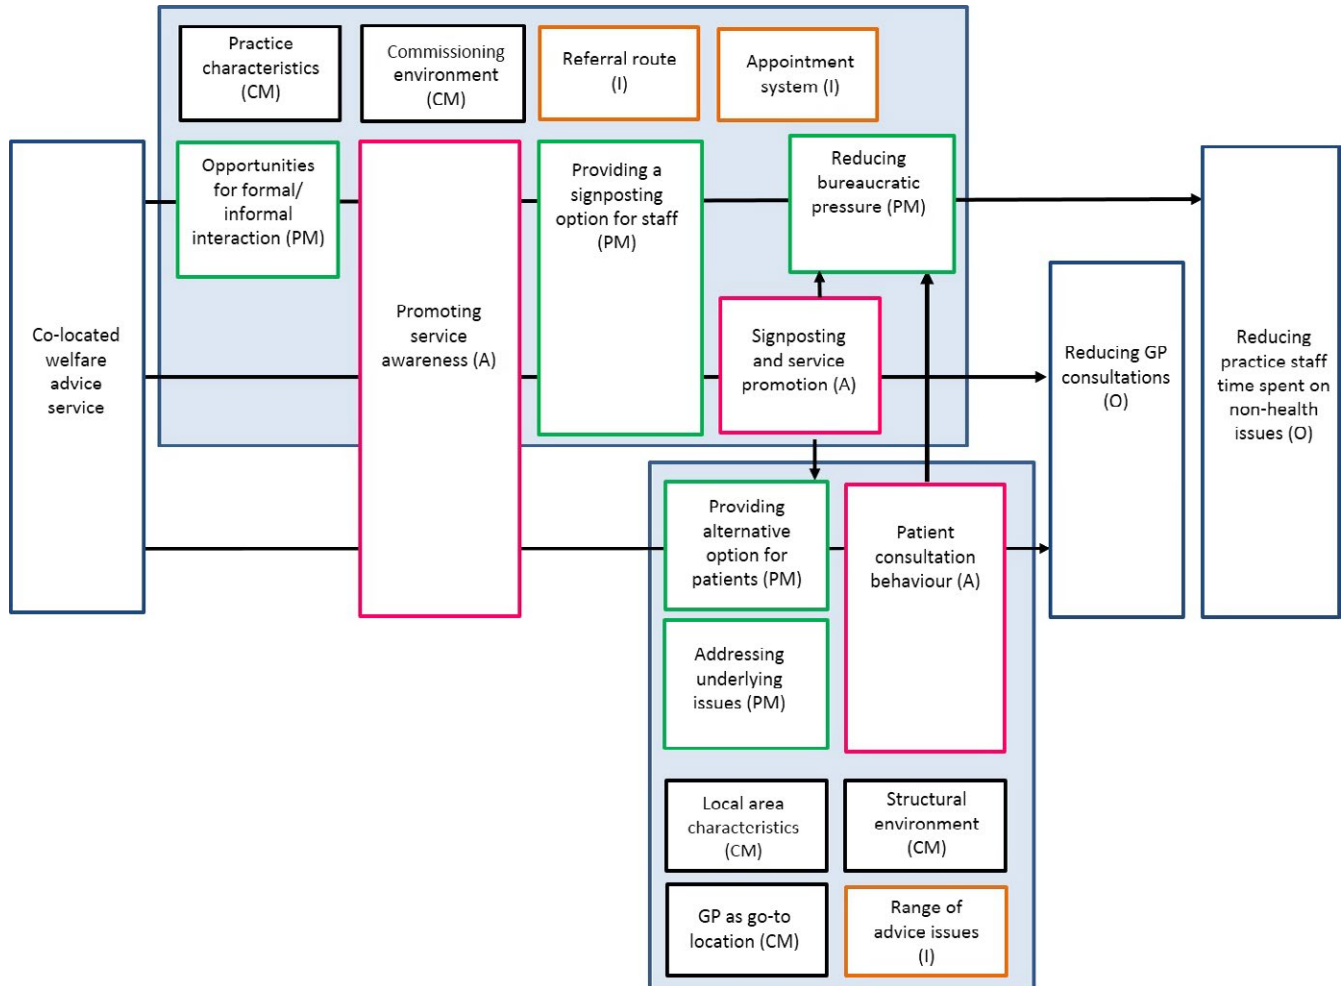 Practice
characteristics
(CM)
Commissioning
environment
(CM)
Referral route
(I)
Appointment
system (I)
Co-located
welfare
advice
service
Opportunities
for formal/
informal
interaction (PM)
Promoting
service
awareness (A)
Providing a
signposting
option for staff
(PM)
Reducing
bureaucratic
pressure (PM)
Signposting
and service
promotion (A)
Reducing GP
consultations
(O)
Reducing
practice staff
time spent on
non-health
issues (O)
Providing
alternative
option for
patients (PM)
Patient
consultation
behaviour (A)
Addressing
underlying
issues (PM)
Local area
characteristics
(CM)
Structural
environment
(CM)
GP as go-to
location (CM)
Range of
advice issues
(I)